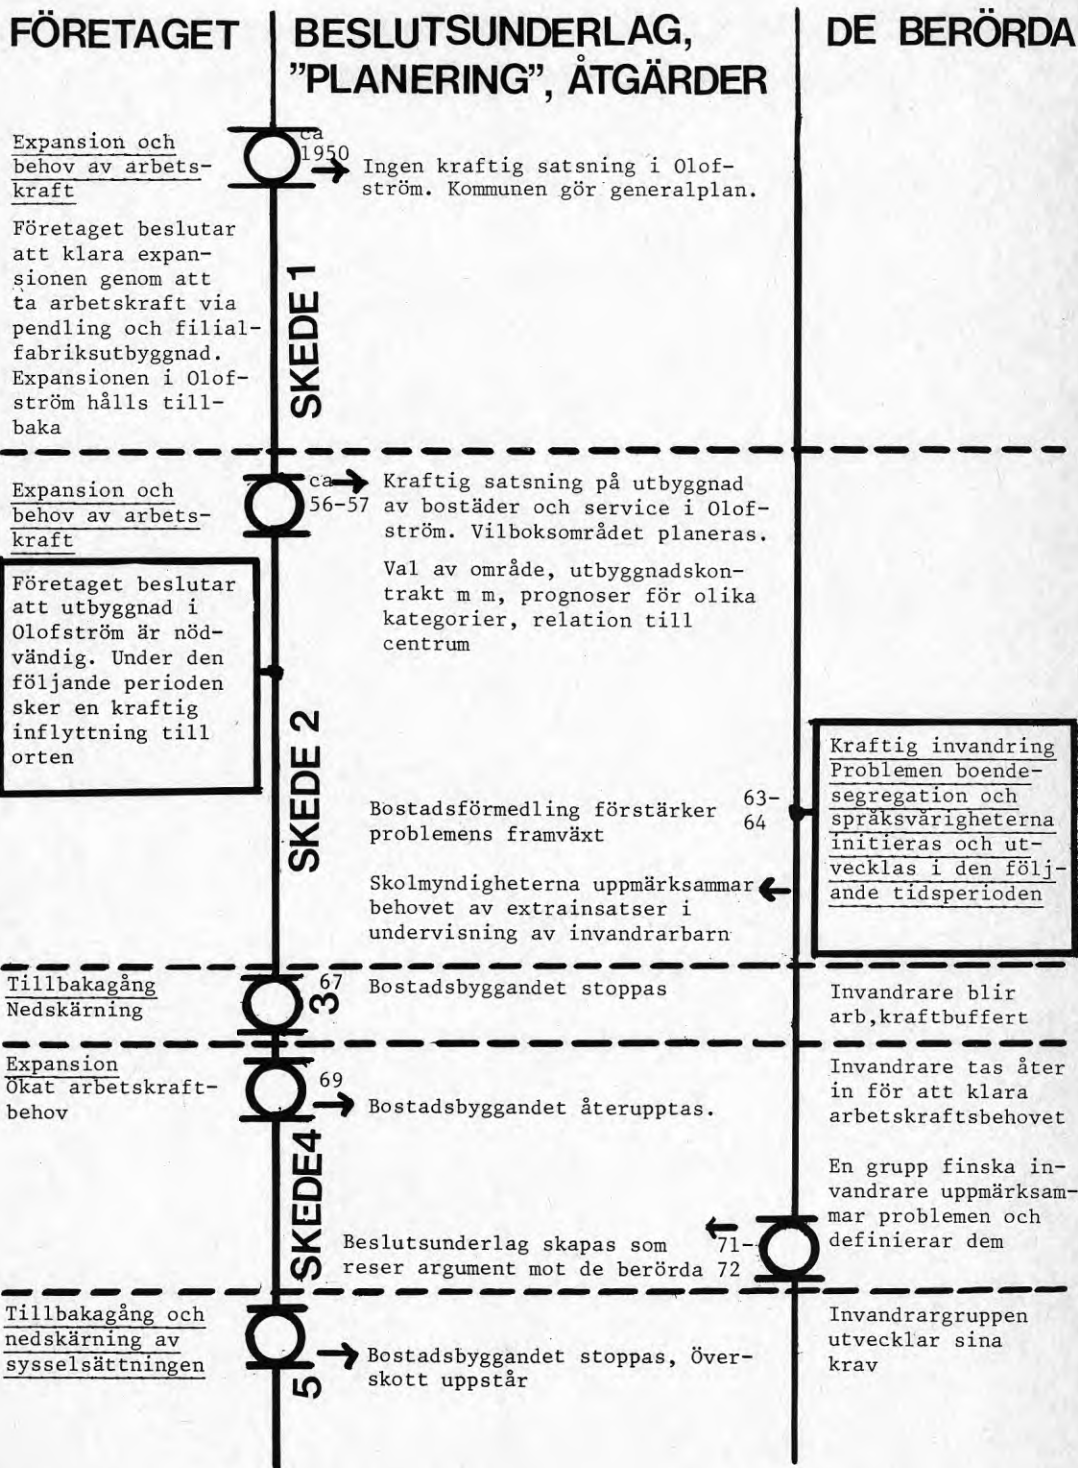 FÖRETAGET
BESLUTSUNDERLAG,
”PLANERING”, ÅTGÄRDER
DE BERÖRDA
Expansion och
behov av arbets-
kraft
Företaget beslutar
att klara expan-
sionen genom att
ta arbetskraft via
pendling och filial-
fabriksutbyggnad.
Expansionen i Olof-
ström hålls till-
baka
ca
1950
Ingen kraftig satsning i Olof-
ström. Kommunen gör generalplan.
SKEDE 1
Expansion och
behov av arbets-
kraft
Företaget beslutar
att utbyggnad i
Olofström är nöd-
vändig. Under den
följande perioden
sker en kraftig
inflyttning till
orten
ca
56-57
Kraftig satsning på utbyggnad
av bostäder och service i Olof-
ström. Vilboksområdet planeras.
Val av område, utbyggnadskon-
trakt m m, prognoser för olika
kategorier, relation till
centrum
SKEDE 2
Bostadsförmedling förstärker
problemens framväxt
63-
64
Skolmyndigheterna uppmärksammar
behovet av extrainsatser i
undervisning av invandrarbarn
Kraftig invandring
Problemen boende-
segregation och
språksvårigheterna
initieras och ut-
vecklas i den följ-
ande tidsperioden
Tillbakagång
Nedskärning
67
3
Bostadsbyggandet stoppas
Invandrare blir
arb,kraftbuffert
Expansion
Ökat arbetskraft-
behov
69
Bostadsbyggandet återupptas.
SKEDE4
Invandrare tas åter
in för att klara
arbetskraftsbehovet
En grupp finska in-
vandrare uppmärksam-
mar problemen och
definierar dem
Beslutsunderlag skapas som
reser argument mot de berörda
71-
72
Tillbakagång och
nedskärning av
sysselsättningen
5
Bostadsbyggandet stoppas, Över-
skott uppstår
Invandrargruppen
utvecklar sina
krav